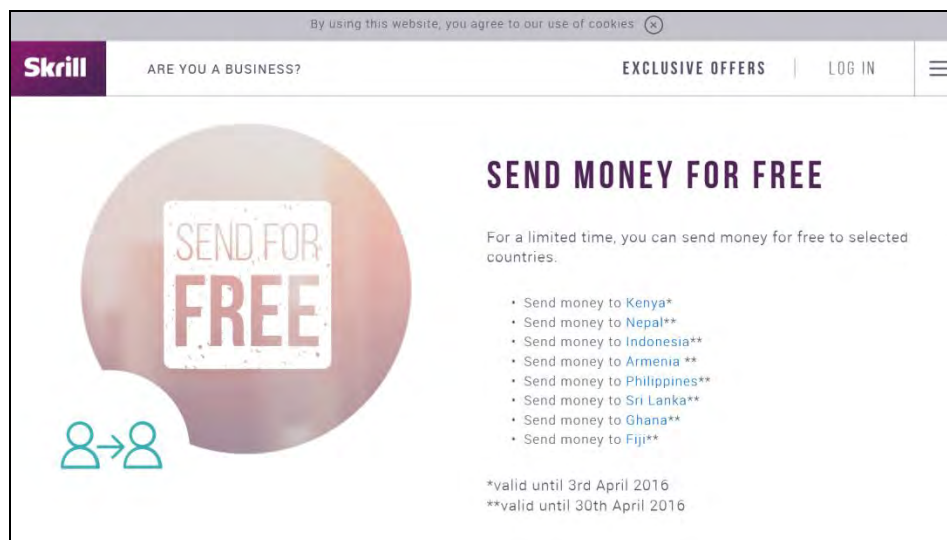 By using this website, you agree to our use of cookies
Skrill
ARE YOU A BUSINESS?
EXCLUSIVE OFFERS
LOG IN
SEND FOR
FREE
SEND MONEY FOR FREE
For a limited time, you can send money for free to selected
countries.
• Send money to Kenya*
• Send money to Nepal**
• Send money to Indonesia**
• Send money to Armenia **
• Send money to Philippines**
• Send money to Sri Lanka**
• Send money to Ghana**
• Send money to Fiji**
*valid until 3rd April 2016
**valid until 30th April 2016